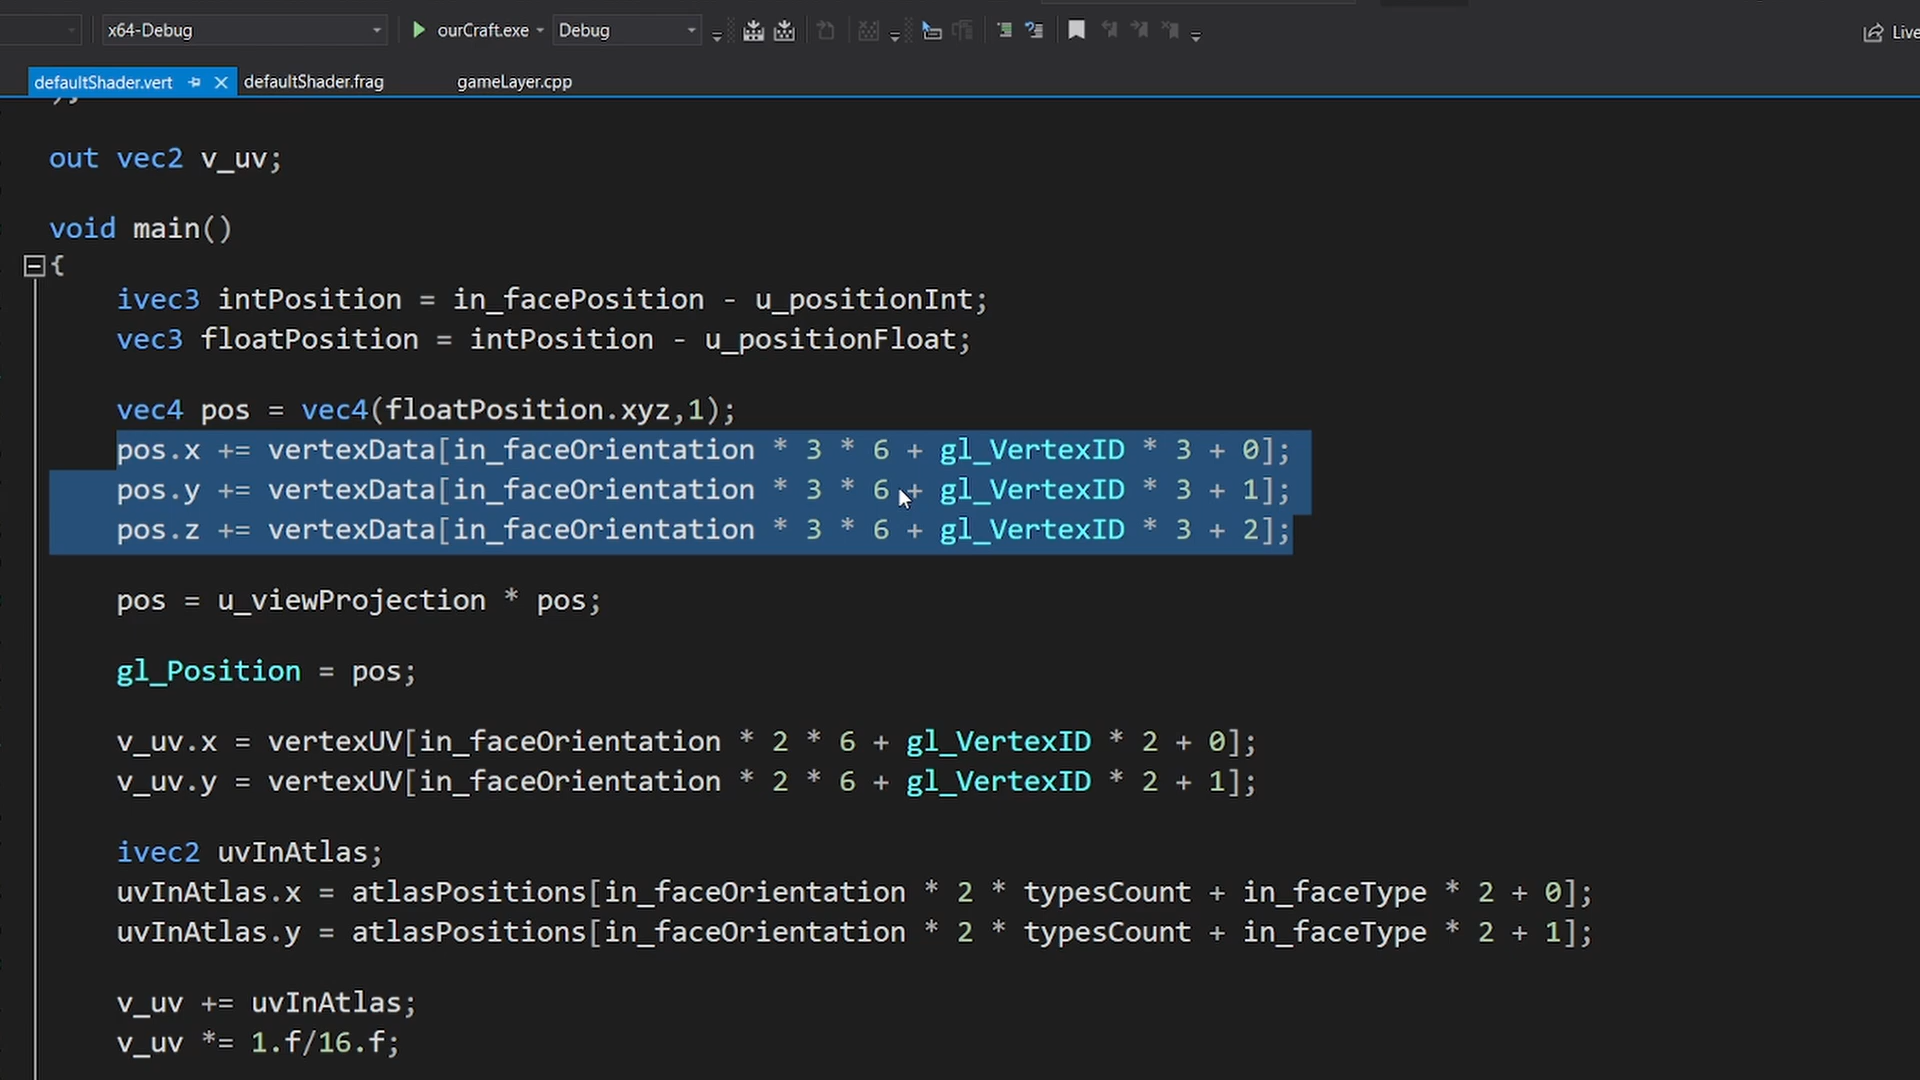 x64-Debug ourCraft.exe Debug Live
defaultShader.vert defaultShader.frag gameLayer.cpp
out vec2 v_uv;
void main()
{
ivec3 intPosition = in_facePosition - u_positionInt;
vec3 floatPosition = intPosition - u_positionFloat;
vec4 pos = vec4(floatPosition.xyz,1);
pos.x += vertexData[in_faceOrientation * 3 * 6 + gl_VertexID * 3 + 0];
pos.y += vertexData[in_faceOrientation * 3 * 6 + gl_VertexID * 3 + 1];
pos.z += vertexData[in_faceOrientation * 3 * 6 + gl_VertexID * 3 + 2];
pos = u_viewProjection * pos;
gl_Position = pos;
v_uv.x = vertexUV[in_faceOrientation * 2 * 6 + gl_VertexID * 2 + 0];
v_uv.y = vertexUV[in_faceOrientation * 2 * 6 + gl_VertexID * 2 + 1];
ivec2 uvInAtlas;
uvInAtlas.x = atlasPositions[in_faceOrientation * 2 * typesCount + in_faceType * 2 + 0];
uvInAtlas.y = atlasPositions[in_faceOrientation * 2 * typesCount + in_faceType * 2 + 1];
v_uv += uvInAtlas;
v_uv *= 1.f/16.f;